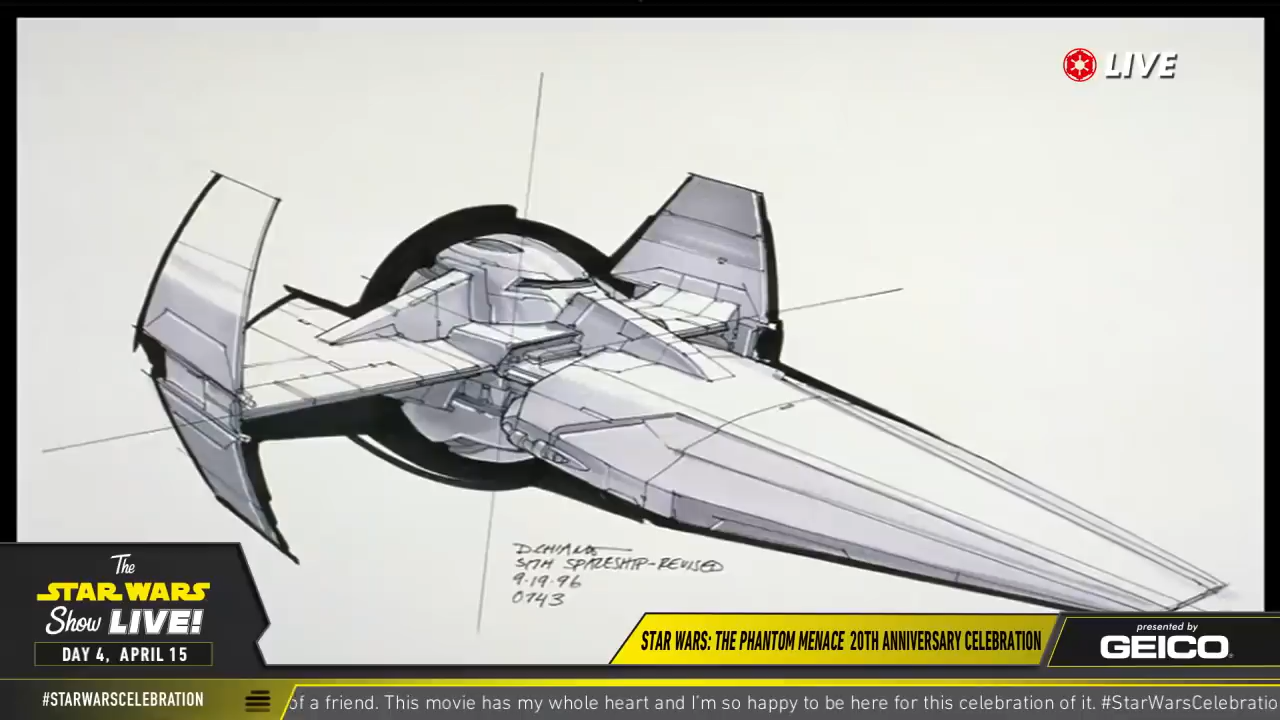 LIVE
D.CHIANG
SITH SPACESHIP-REVISED
9·19·96
0743
The
STAR WARS
Show LIVE!
DAY 4, APRIL 15
STAR WARS: THE PHANTOM MENACE 20TH ANNIVERSARY CELEBRATION
presented by
GEICO
#STARWARSCELEBRATION
of a friend. This movie has my whole heart and I'm so happy to be here for this celebration of it. #StarWarsCelebratio